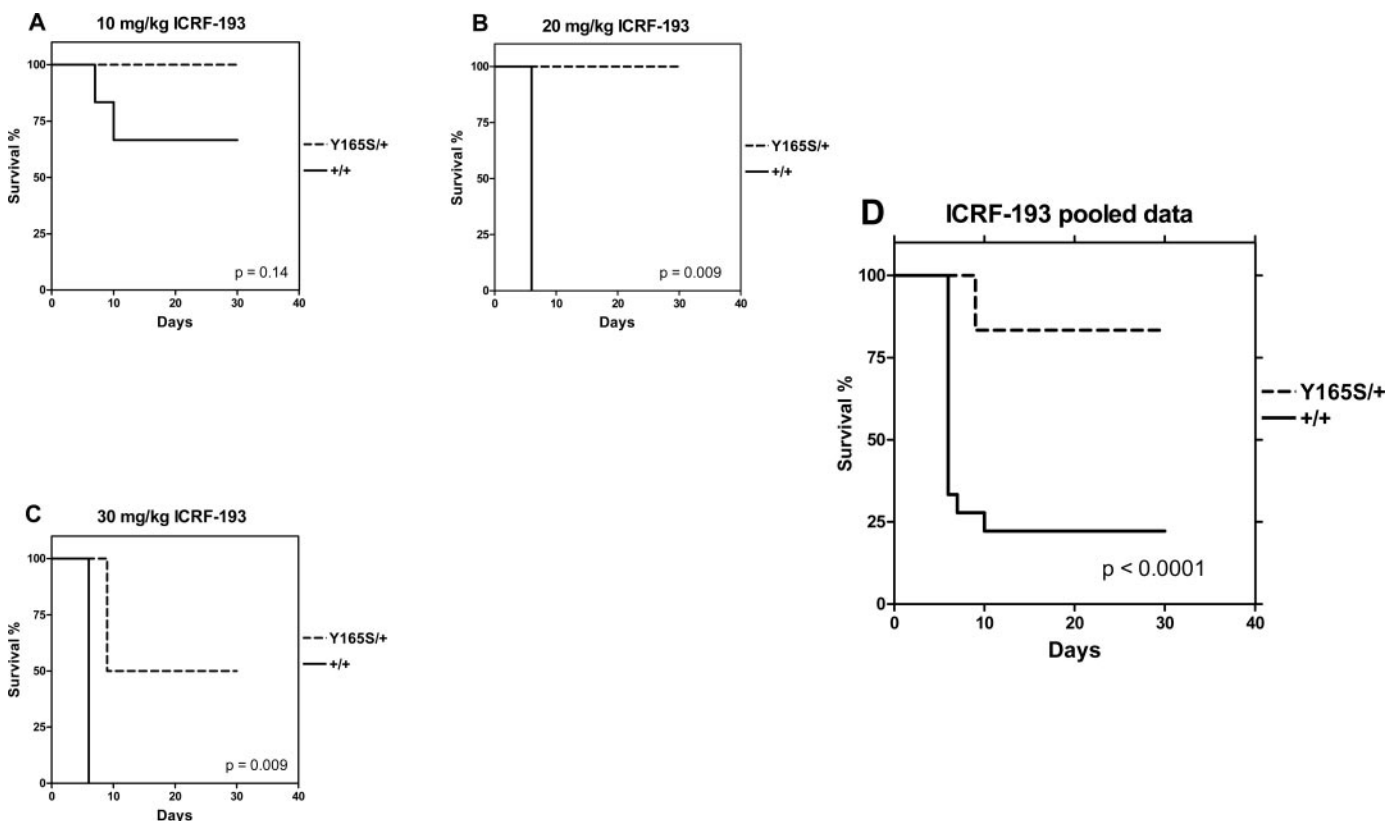 A
10 mg/kg ICRF-193
100
75
50
25
0
0 10 20 30 40
Survival %
Days
p = 0.14
Y165S/+
+/+
B
20 mg/kg ICRF-193
100
75
50
25
0
0 10 20 30 40
Survival %
Days
p = 0.009
Y165S/+
+/+
C
30 mg/kg ICRF-193
100
75
50
25
0
0 10 20 30 40
Survival %
Days
p = 0.009
Y165S/+
+/+
D
ICRF-193 pooled data
100
75
50
25
0
0 10 20 30 40
Survival %
Days
p < 0.0001
Y165S/+
+/+